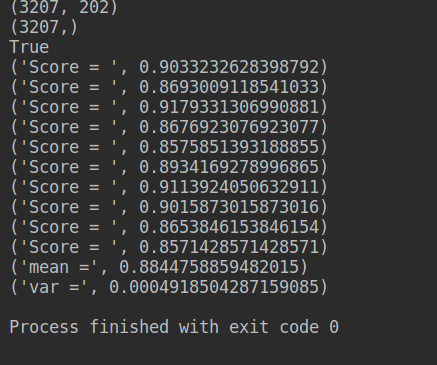 (3207, 202)
(3207,)
True
('Score = ', 0.9033232628398792)
('Score = ', 0.8693009118541033)
('Score = ', 0.9179331306990881)
('Score = ', 0.8676923076923077)
('Score = ', 0.8575851393188855)
('Score = ', 0.8934169278996865)
('Score = ', 0.9113924050632911)
('Score = ', 0.9015873015873016)
('Score = ', 0.8653846153846154)
('Score = ', 0.8571428571428571)
('mean =', 0.8844758859482015)
('var =', 0.0004918504287159085)
Process finished with exit code 0